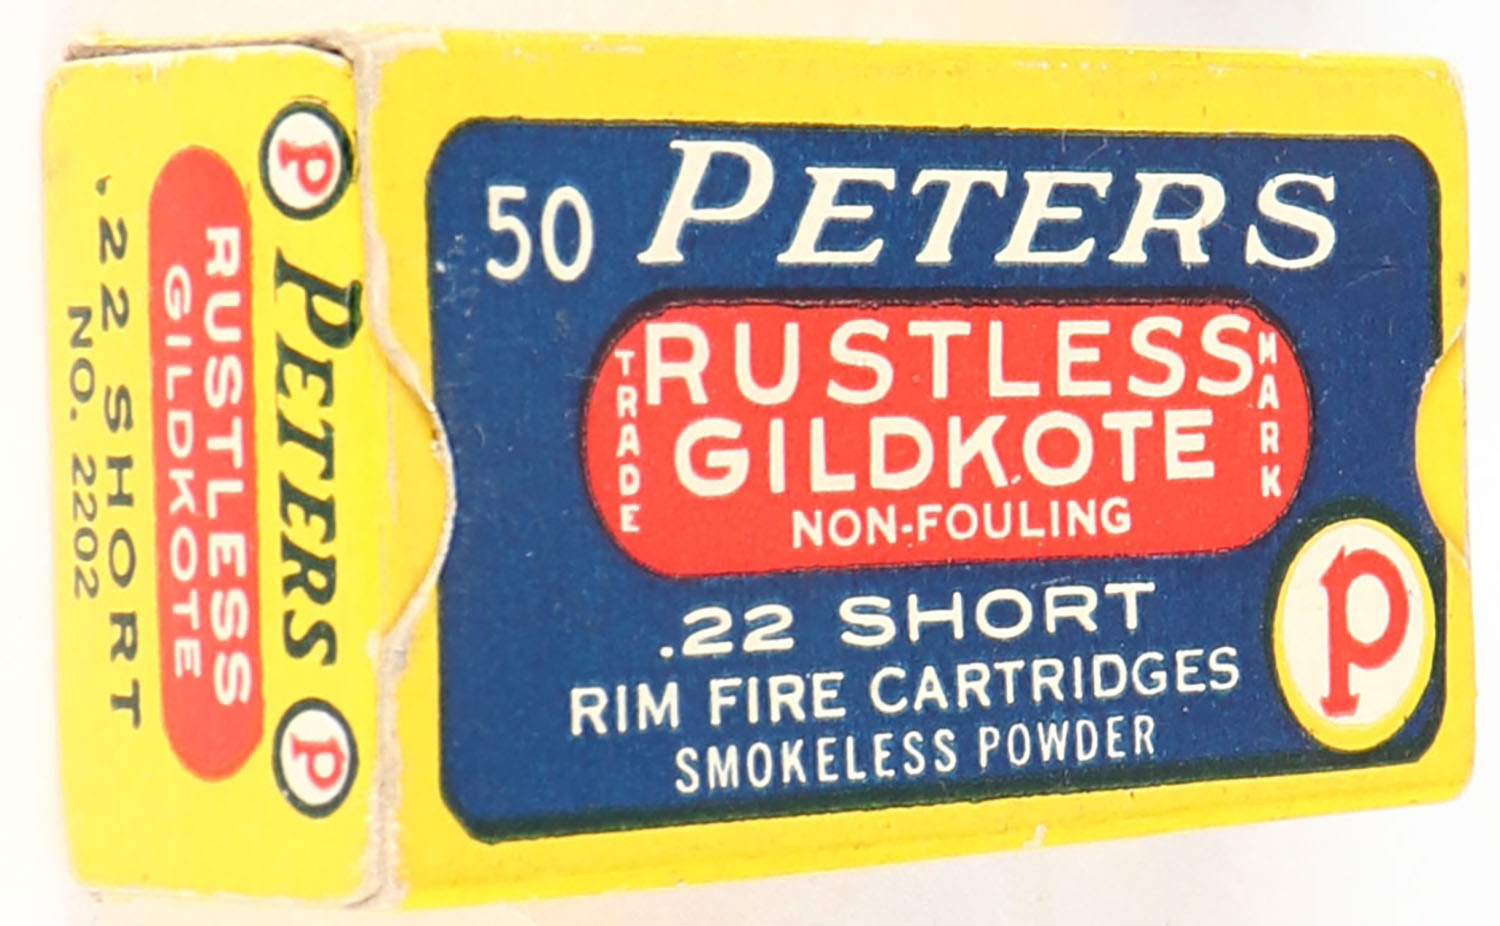 50 PETERS
TRADE MARK
RUSTLESS
GILDKOTE
NON-FOULING
.22 SHORT
RIM FIRE CARTRIDGES
SMOKELESS POWDER
P
P PETERS P
RUSTLESS
GILDKOTE
.22 SHORT
NO. 2202